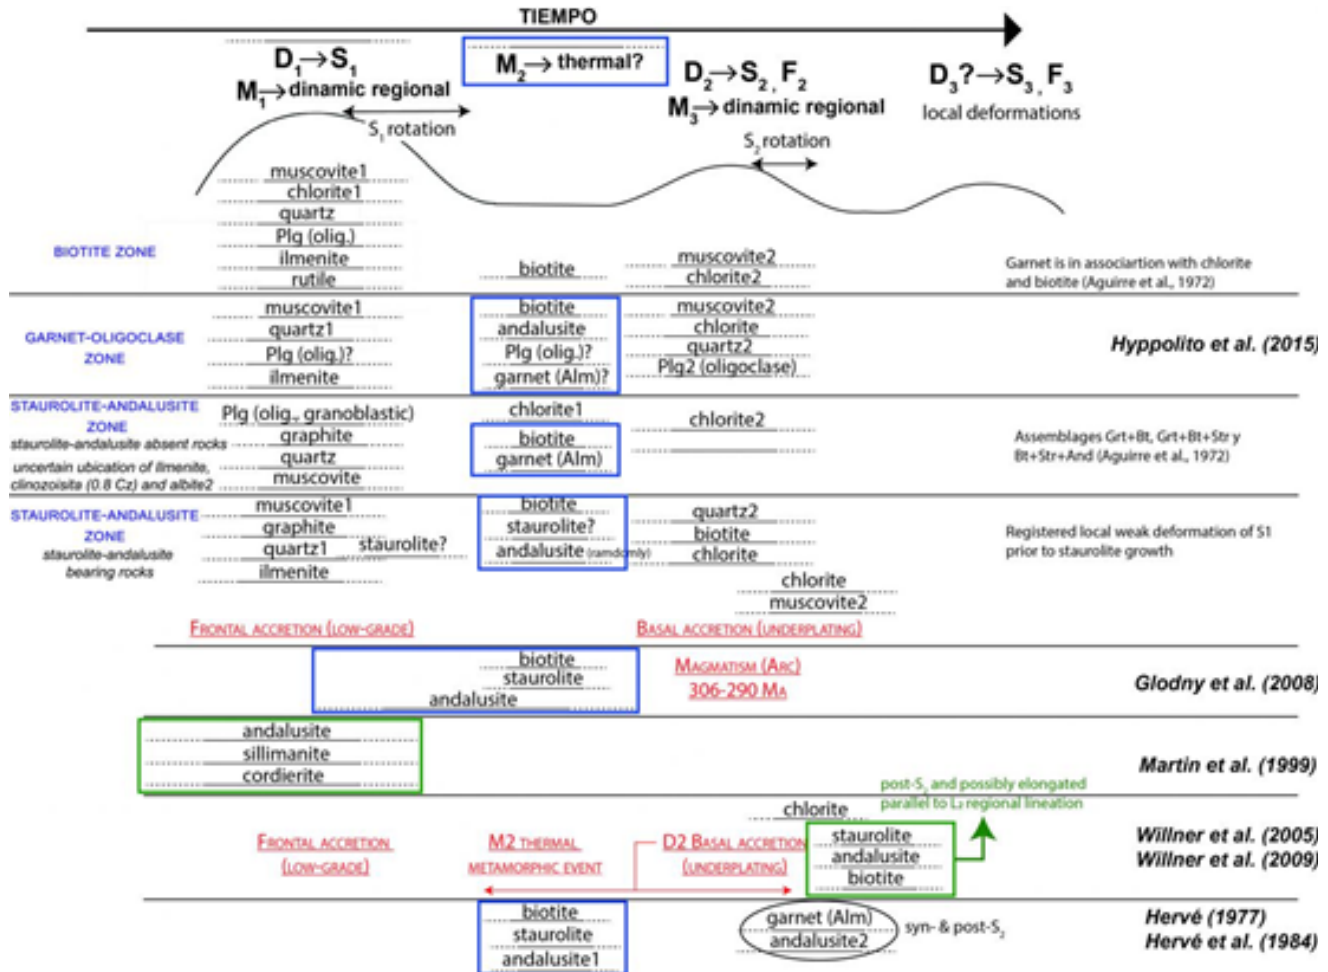 TIEMPO
D1→S1
M1→dinamic regional
S1 rotation
M2→ thermal?
D2→S2, F2
M3→dinamic regional
S2 rotation
D3?→S3, F3
local deformations
BIOTITE ZONE
muscovite1
chlorite1
quartz
Plg (olig.)
ilmenite
rutile
biotite
muscovite2
chlorite2
Garnet is in associartion with chlorite
and biotite (Aguirre et al., 1972)
GARNET-OLIGOCLASE
ZONE
muscovite1
quartz1
Plg (olig.)?
ilmenite
biotite
andalusite
Plg (olig.)?
garnet (Alm)?
muscovite2
chlorite
quartz2
Plg2 (oligoclase)
Hyppolito et al. (2015)
STAUROLITE-ANDALUSITE
ZONE
staurolite-andalusite absent rocks
uncertain ubication of Ilmenite,
clinozoisita (0.8 Cz) and albite2
Plg (olig., granoblastic)
graphite
quartz
muscovite
chlorite1
biotite
garnet (Alm)
chlorite2
Assemblages Grt+Bt, Grt+Bt+Str y
Bt+Str+And (Aguirre et al., 1972)
STAUROLITE-ANDALUSITE
ZONE
staurolite-andalusite
bearing rocks
muscovite1
graphite
quartz1
ilmenite
staurolite?
biotite
staurolite?
andalusite (ramdomly)
quartz2
biotite
chlorite
chlorite
muscovite2
Registered local weak deformation of S1
prior to staurolite growth
FRONTAL ACCRETION (LOW-GRADE)
BASAL ACCRETION (UNDERPLATING)
biotite
staurolite
andalusite
MAGMATISM (ARC)
306-290 MA
Glodny et al. (2008)
andalusite
sillimanite
cordierite
Martin et al. (1999)
post-S2 and possibly elongated
parallel to L2 regional lineation
chlorite
FRONTAL ACCRETION
(LOW-GRADE)
M2 THERMAL
METAMORPHIC EVENT
D2 BASAL ACCRETION
(UNDERPLATING)
staurolite
andalusite
biotite
Willner et al. (2005)
Willner et al. (2009)
biotite
staurolite
andalusite1
garnet (Alm)
andalusite2
syn- & post-S2
Hervé (1977)
Hervé et al. (1984)